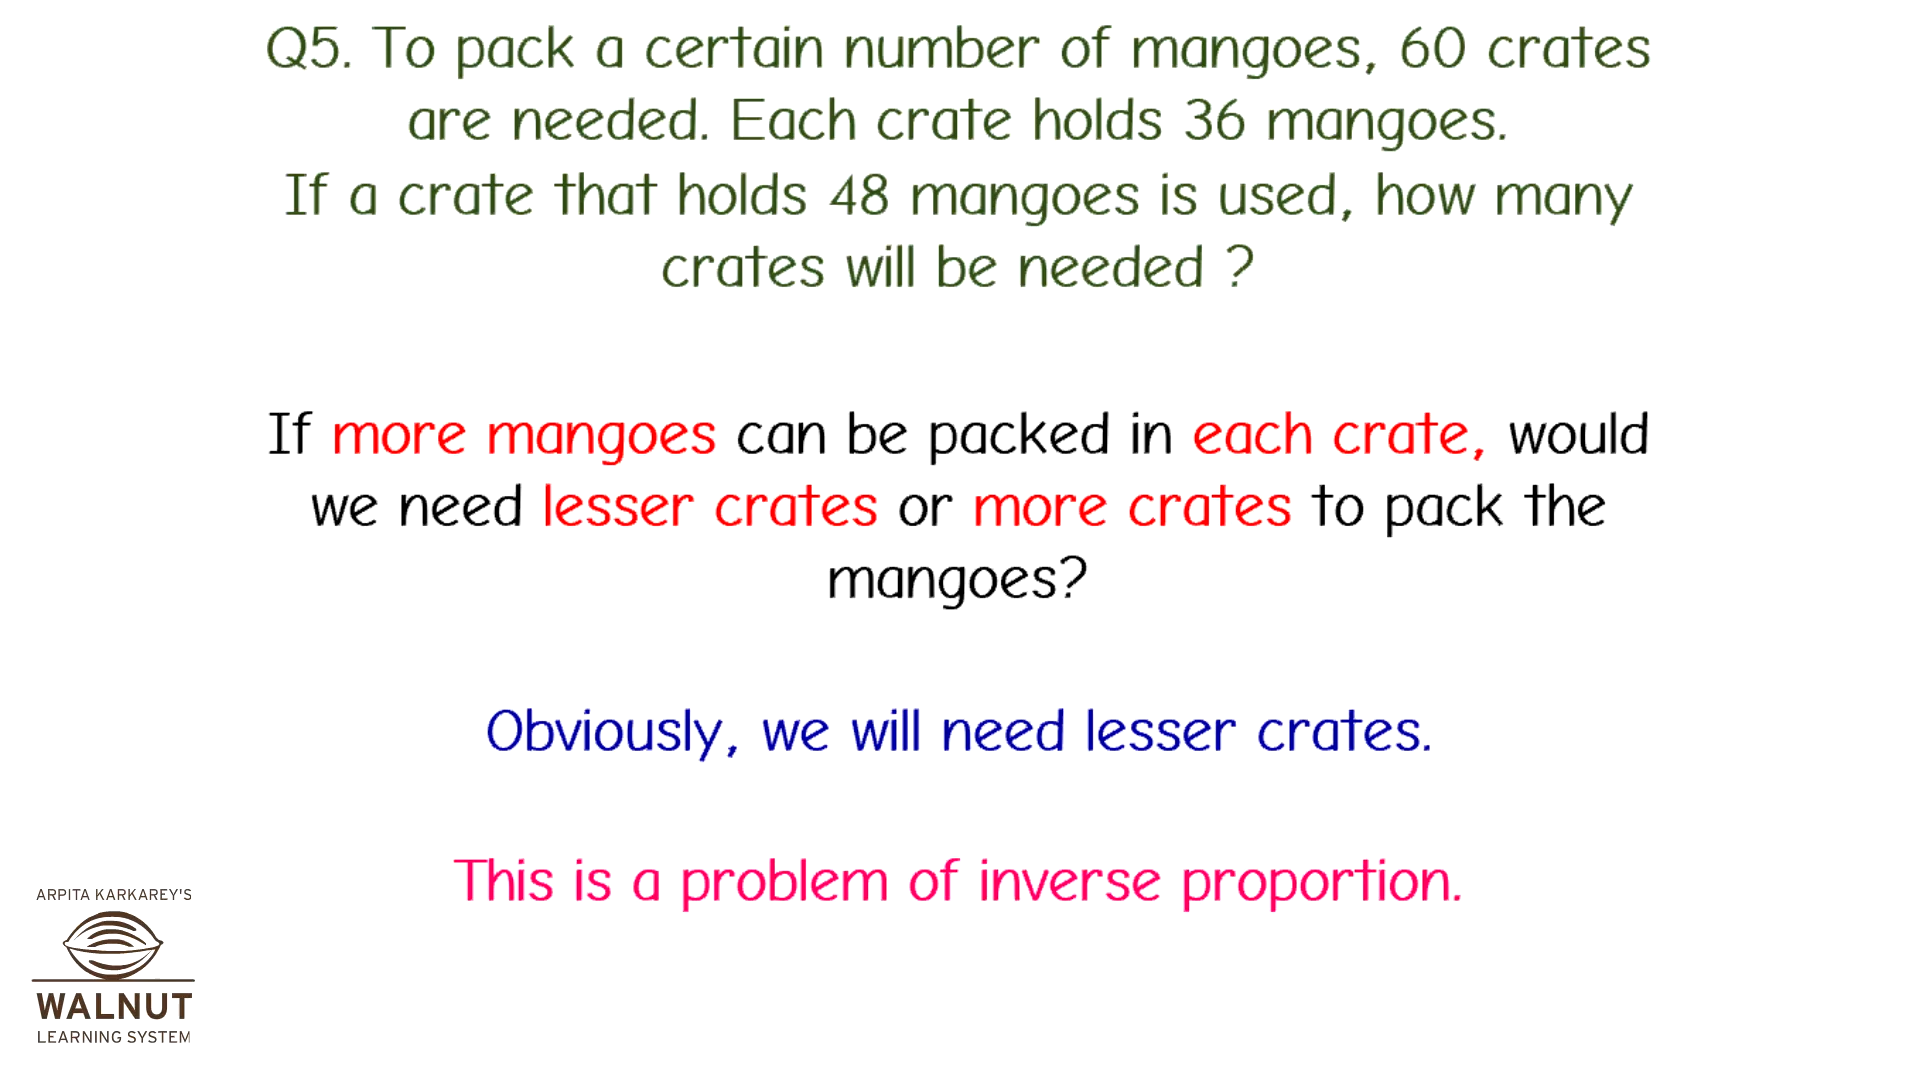 Q5. To pack a certain number of mangoes, 60 crates
are needed. Each crate holds 36 mangoes.
If a crate that holds 48 mangoes is used, how many
crates will be needed ?
If more mangoes can be packed in each crate, would
we need lesser crates or more crates to pack the
mangoes?
Obviously, we will need lesser crates.
This is a problem of inverse proportion.
ARPITA KARKAREY'S
WALNUT
LEARNING SYSTEM